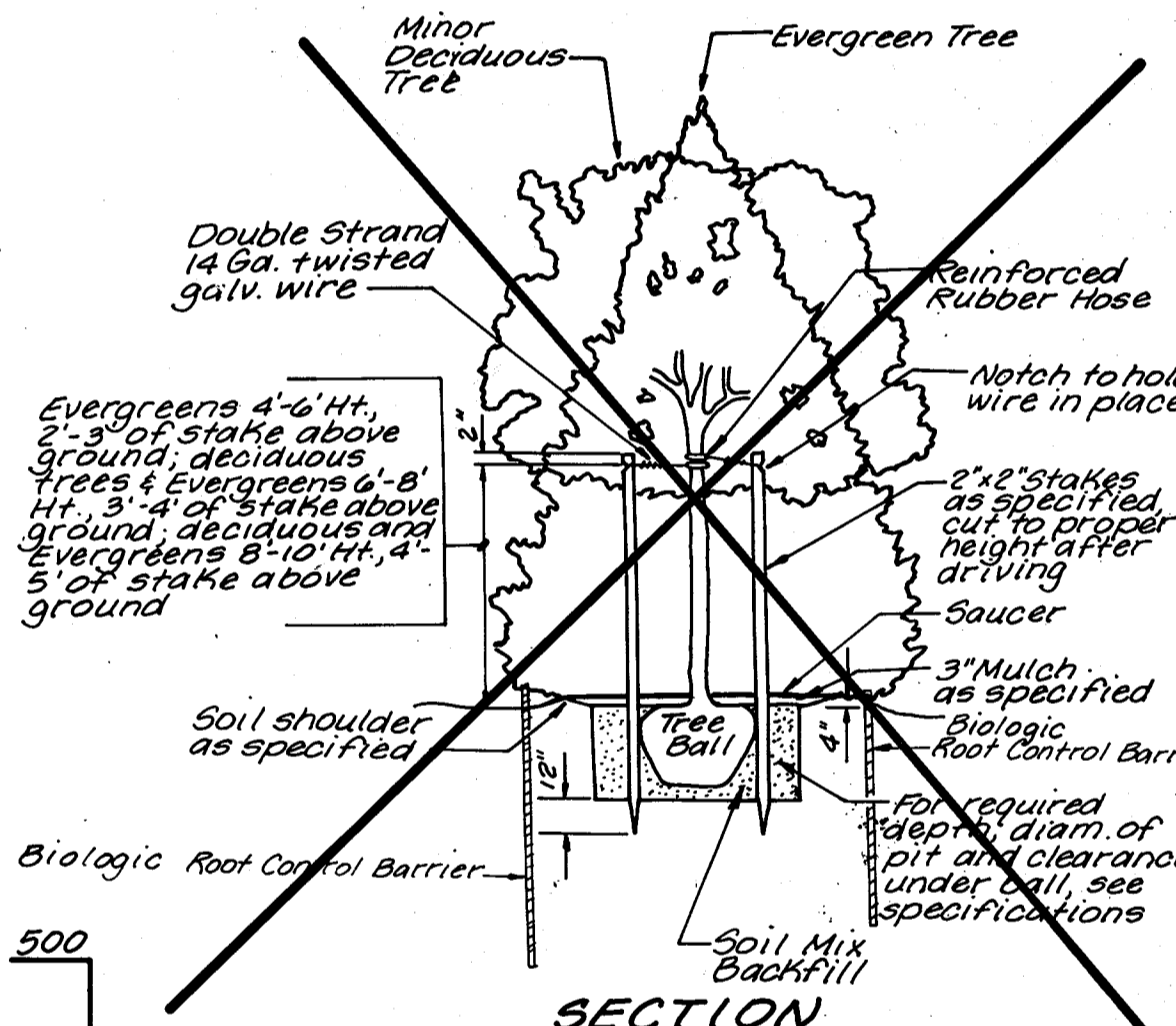 Minor
Deciduous
Tree
Evergreen Tree
Double Strand
14 Ga. twisted
galv. wire
Reinforced
Rubber Hose
Notch to hol
wire in place
Evergreens 4'-6' Ht.,
2'-3' of stake above
ground; deciduous
trees & Evergreens 6'-8'
Ht., 3'-4' of stake above
ground; deciduous and
Evergreens 8'-10' Ht., 4'-
5' of stake above
ground
2"
2"x2" Stakes
as specified,
cut to proper
height after
driving
Saucer
3" Mulch
as specified
Soil shoulder
as specified
Tree
Ball
4"
Biologic
Root Control Barri
12"
For required
depth, diam. of
pit and clearanc
under ball, see
specifications
Biologic Root Control Barrier
Soil Mix
Backfill
500
SECTION